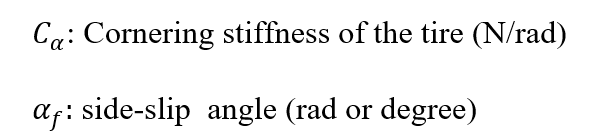 Cα: Cornering stiffness of the tire (N/rad)
αf: side-slip angle (rad or degree)